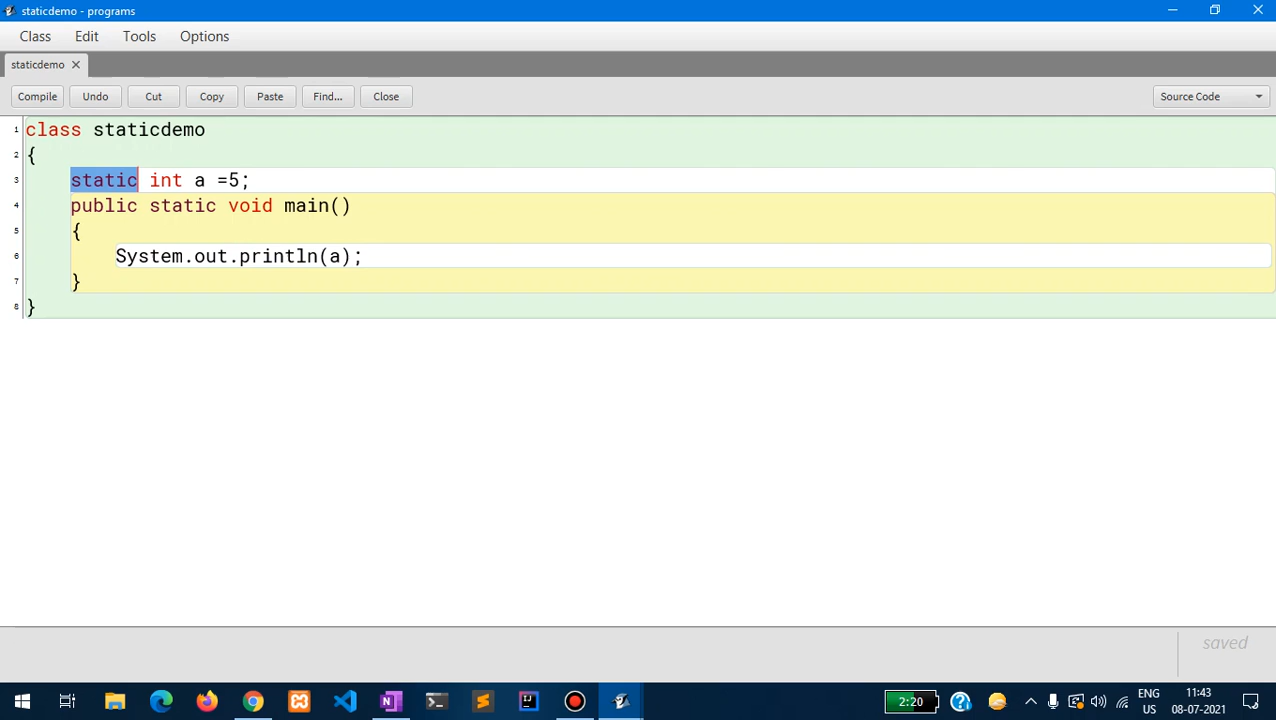 staticdemo - programs
Class Edit Tools Options
staticdemo
Compile Undo Cut Copy Paste Find... Close Source Code
1 class staticdemo
2 {
3 static int a =5;
4 public static void main()
5 {
6 System.out.println(a);
7 }
8 }
saved
2:20
ENG
US
11:43
08-07-2021